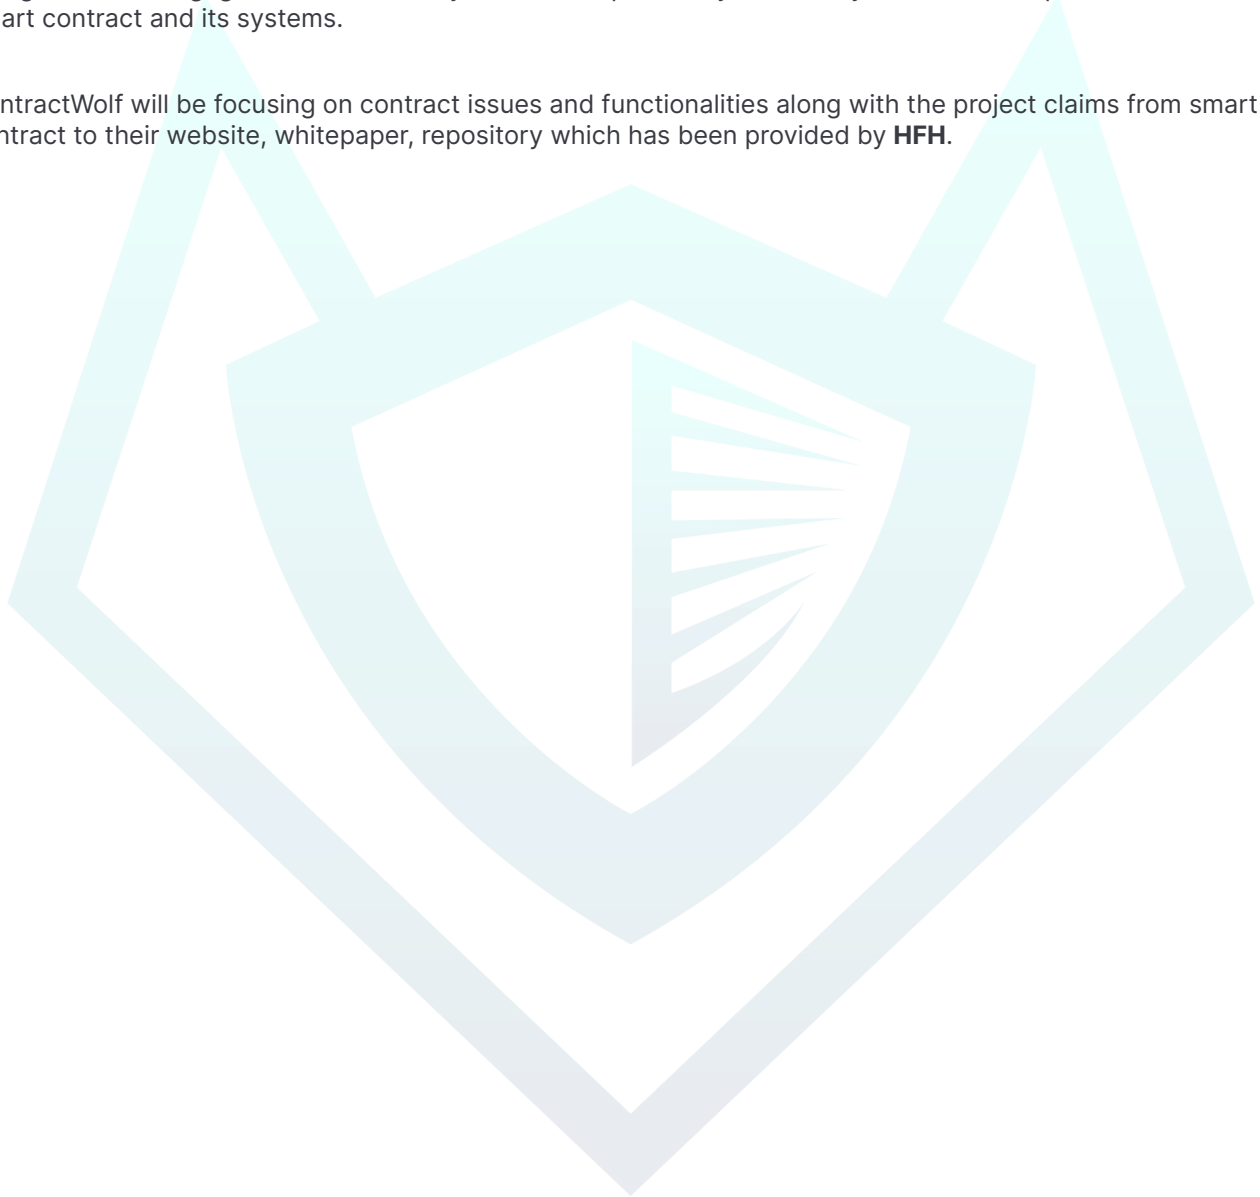 art contract and its systems.
ntractWolf will be focusing on contract issues and functionalities along with the project claims from smart
ntract to their website, whitepaper, repository which has been provided by HFH.